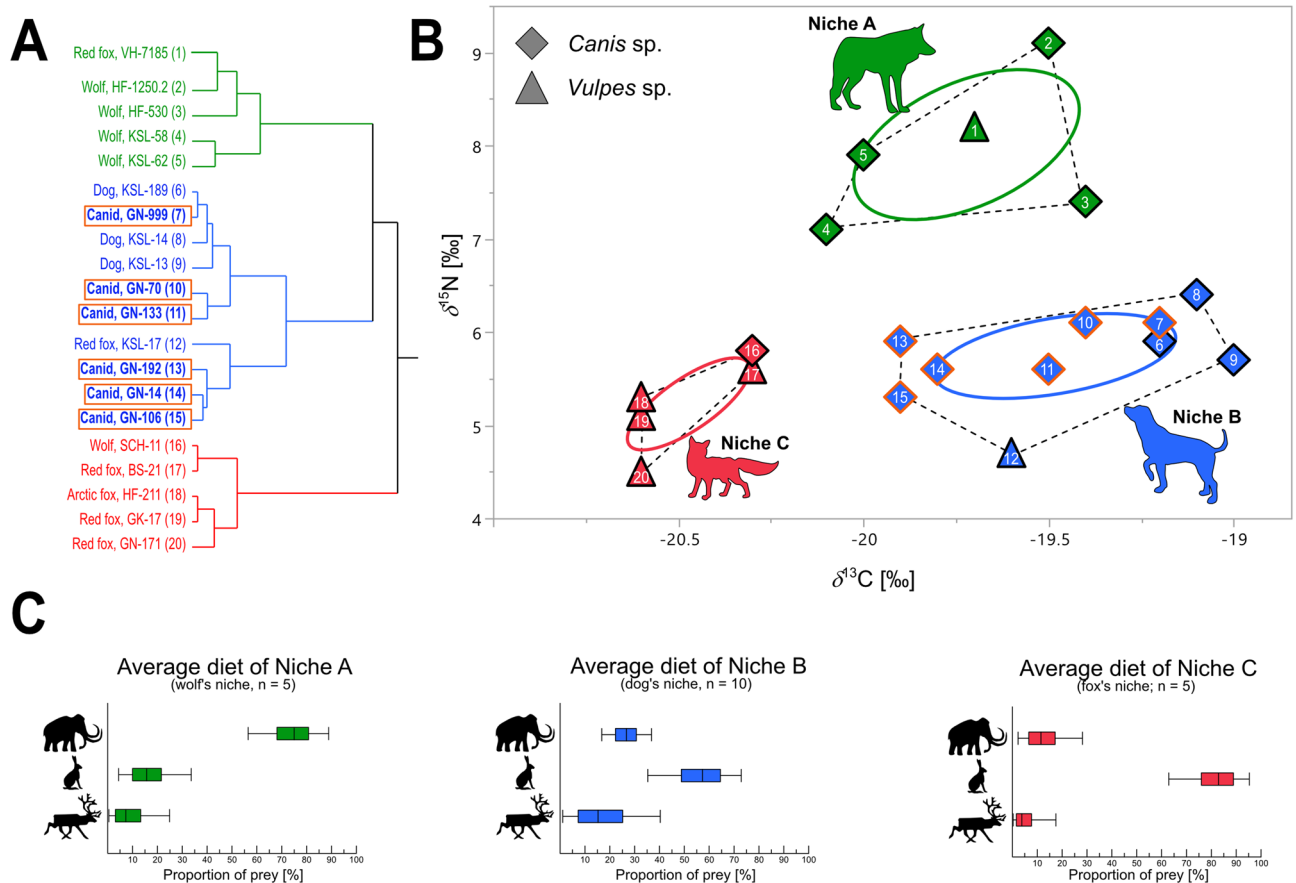 A
Red fox, VH-7185 (1)
Wolf, HF-1250.2 (2)
Wolf, HF-530 (3)
Wolf, KSL-58 (4)
Wolf, KSL-62 (5)
Dog, KSL-189 (6)
Canid, GN-999 (7)
Dog, KSL-14 (8)
Dog, KSL-13 (9)
Canid, GN-70 (10)
Canid, GN-133 (11)
Red fox, KSL-17 (12)
Canid, GN-192 (13)
Canid, GN-14 (14)
Canid, GN-106 (15)
Wolf, SCH-11 (16)
Red fox, BS-21 (17)
Arctic fox, HF-211 (18)
Red fox, GK-17 (19)
Red fox, GN-171 (20)
B
Canis sp.
Vulpes sp.
Niche A
2
1
5
3
4
8
10
7
13
6
9
14
11
15
12
16
17
18
19
20
Niche B
Niche C
9
8
7
6
5
4
δ15N [‰]
-20.5
-20
-19.5
-19
δ13C [‰]
C
Average diet of Niche A
(wolf's niche, n = 5)
10 20 30 40 50 60 70 80 90 100
Proportion of prey [%]
Average diet of Niche B
(dog's niche, n = 10)
10 20 30 40 50 60 70 80 90 100
Proportion of prey [%]
Average diet of Niche C
(fox's niche; n = 5)
10 20 30 40 50 60 70 80 90 100
Proportion of prey [%]